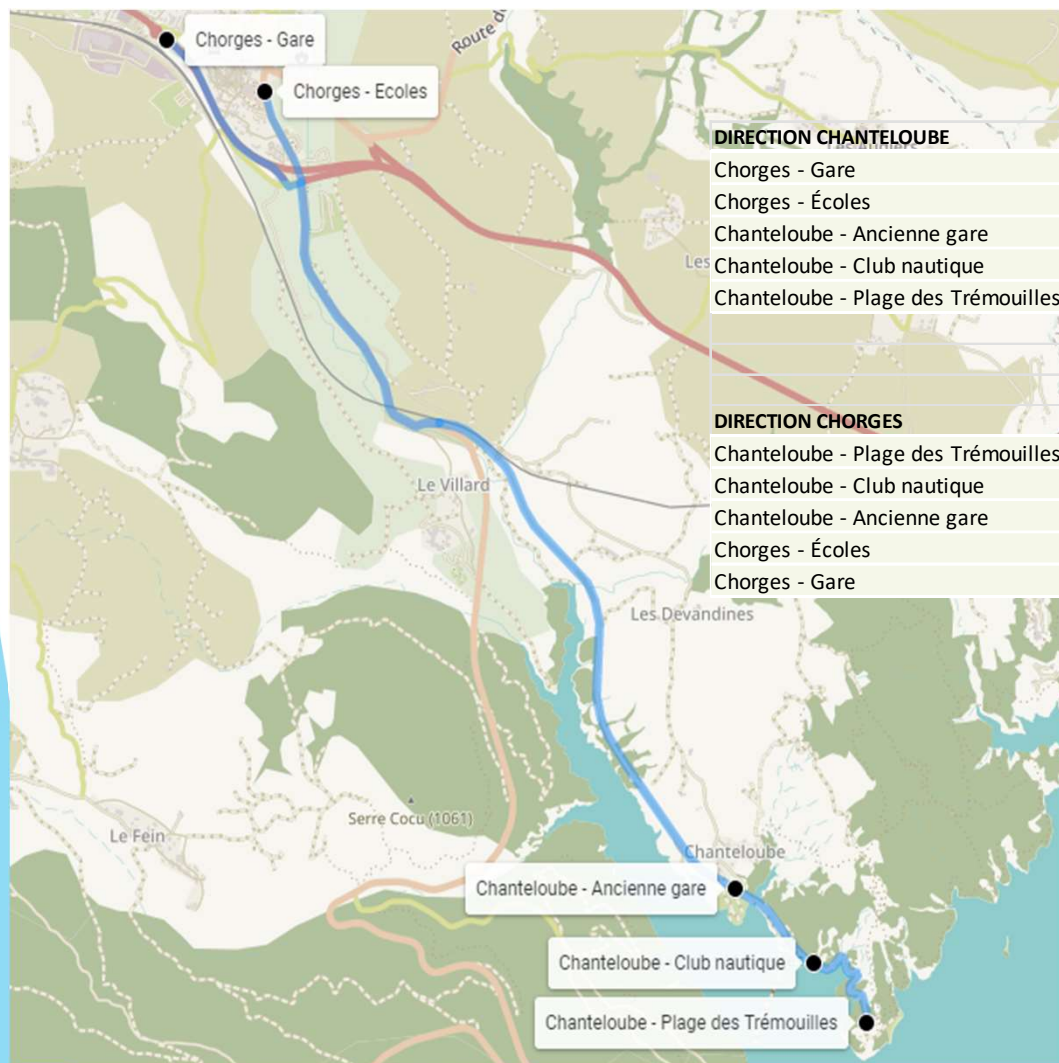 Chorges - Gare
Route de
Chorges - Ecoles
DIRECTION CHANTELOUBE
Chorges - Gare
Chorges - Écoles
Les
Chanteloube - Ancienne gare
Chanteloube - Club nautique
Chanteloube - Plage des Trémouilles
DIRECTION CHORGES
Chanteloube - Plage des Trémouilles
Chanteloube - Club nautique
Chanteloube - Ancienne gare
Chorges - Écoles
Chorges - Gare
Le Villard
Les Devandines
Serre Cocu (1061)
Le Fein
Chanteloube
Chanteloube - Ancienne gare
Chanteloube - Club nautique
Chanteloube - Plage des Trémouilles